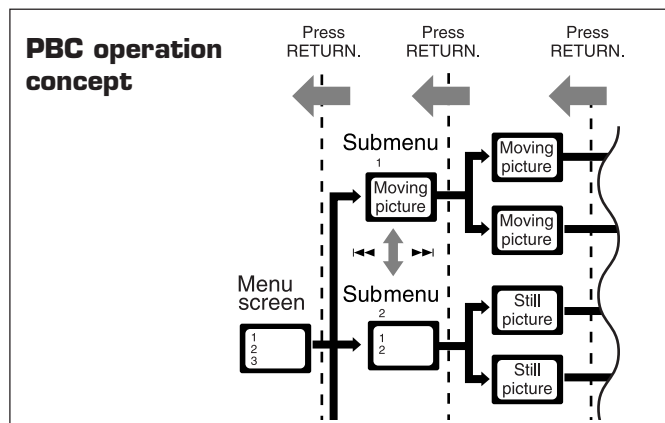 PBC operation
concept
Press
RETURN.
Press
RETURN.
Press
RETURN.
Submenu
1
Moving
picture
Moving
picture
Moving
picture
Menu
screen
1
2
3
Submenu
2
1
2
Still
picture
Still
picture